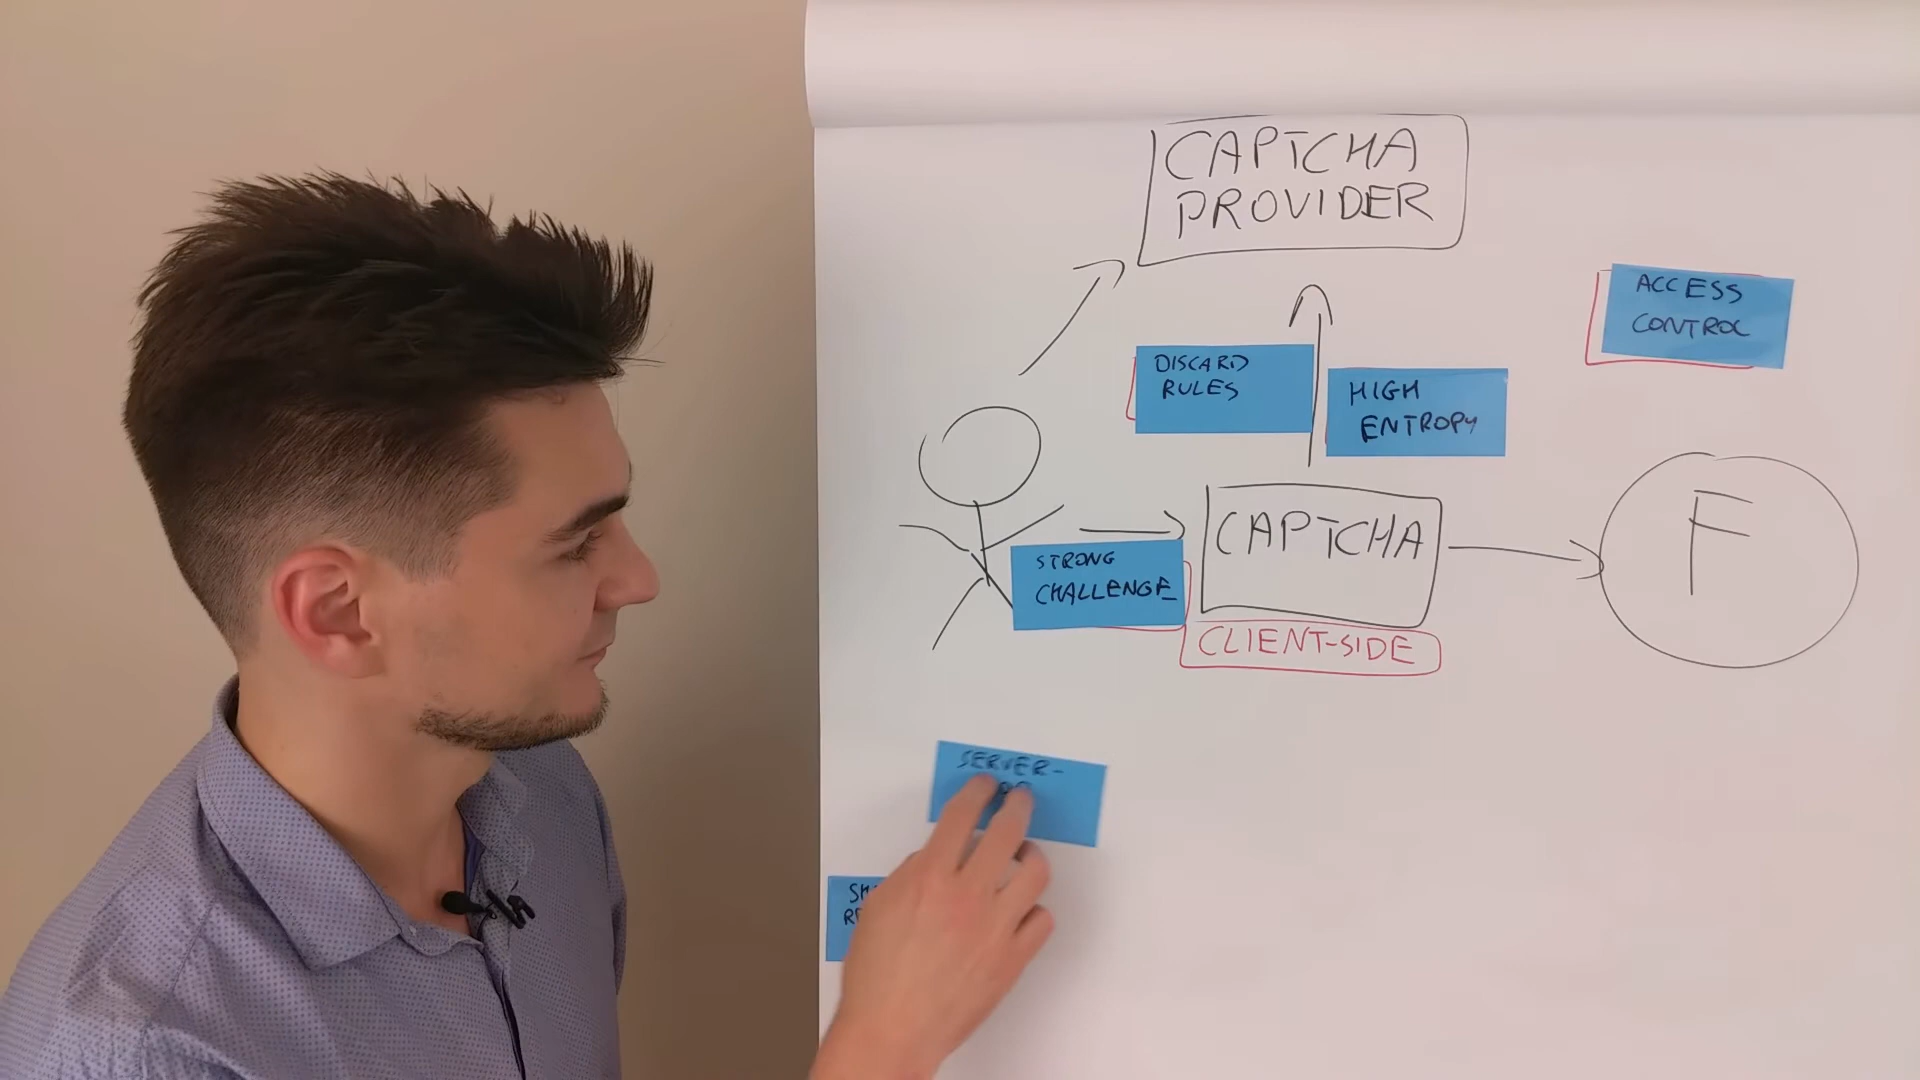 CAPTCHA
PROVIDER
ACCESS
CONTROL
DISCARD
RULES
HIGH
ENTROPY
STRONG
CHALLENGE
CAPTCHA
CLIENT-SIDE
F
SERVER-